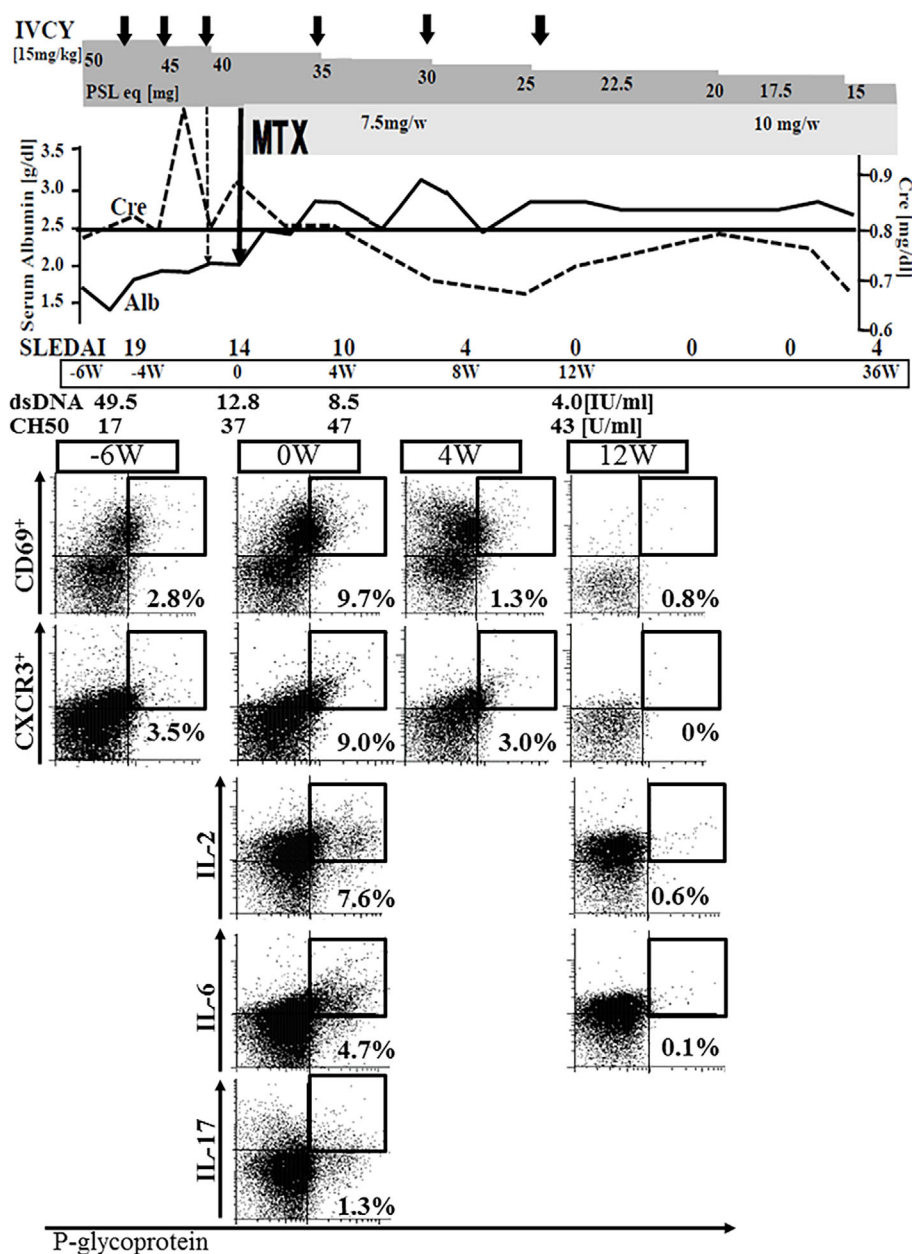 IVCY
[15mg/kg]
50 45 40 35 30 25 22.5 20 17.5 15
PSL eq [mg]
MTX 7.5mg/w 10 mg/w
Serum Albumin [g/dl]
3.5
3.0
2.5
2.0
1.5
Cre
Alb
0.9
0.8
0.7
0.6
Cre [mg/dl]
SLEDAI 19 14 10 4 0 0 0 4
-6W -4W 0 4W 8W 12W 36W
dsDNA 49.5 12.8 8.5 4.0[IU/ml]
CH50 17 37 47 43 [U/ml]
-6W 0W 4W 12W
CD69+
2.8% 9.7% 1.3% 0.8%
CXCR3+
3.5% 9.0% 3.0% 0%
IL-2
7.6% 0.6%
IL-6
4.7% 0.1%
IL-17
1.3%
P-glycoprotein